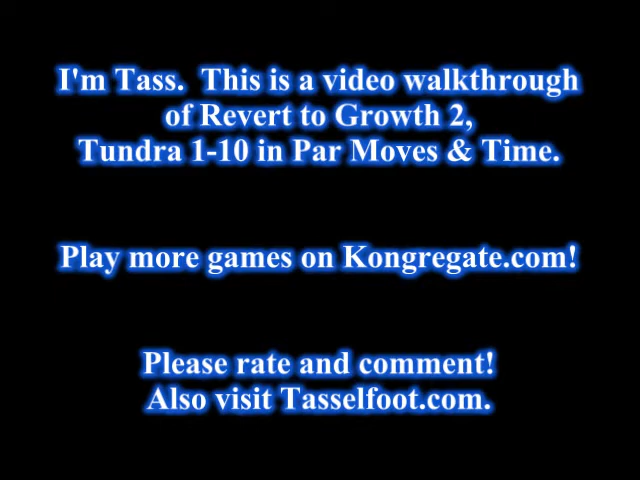 I'm Tass.  This is a video walkthrough
of Revert to Growth 2,
Tundra 1-10 in Par Moves & Time.
Play more games on Kongregate.com!
Please rate and comment!
Also visit Tasselfoot.com.